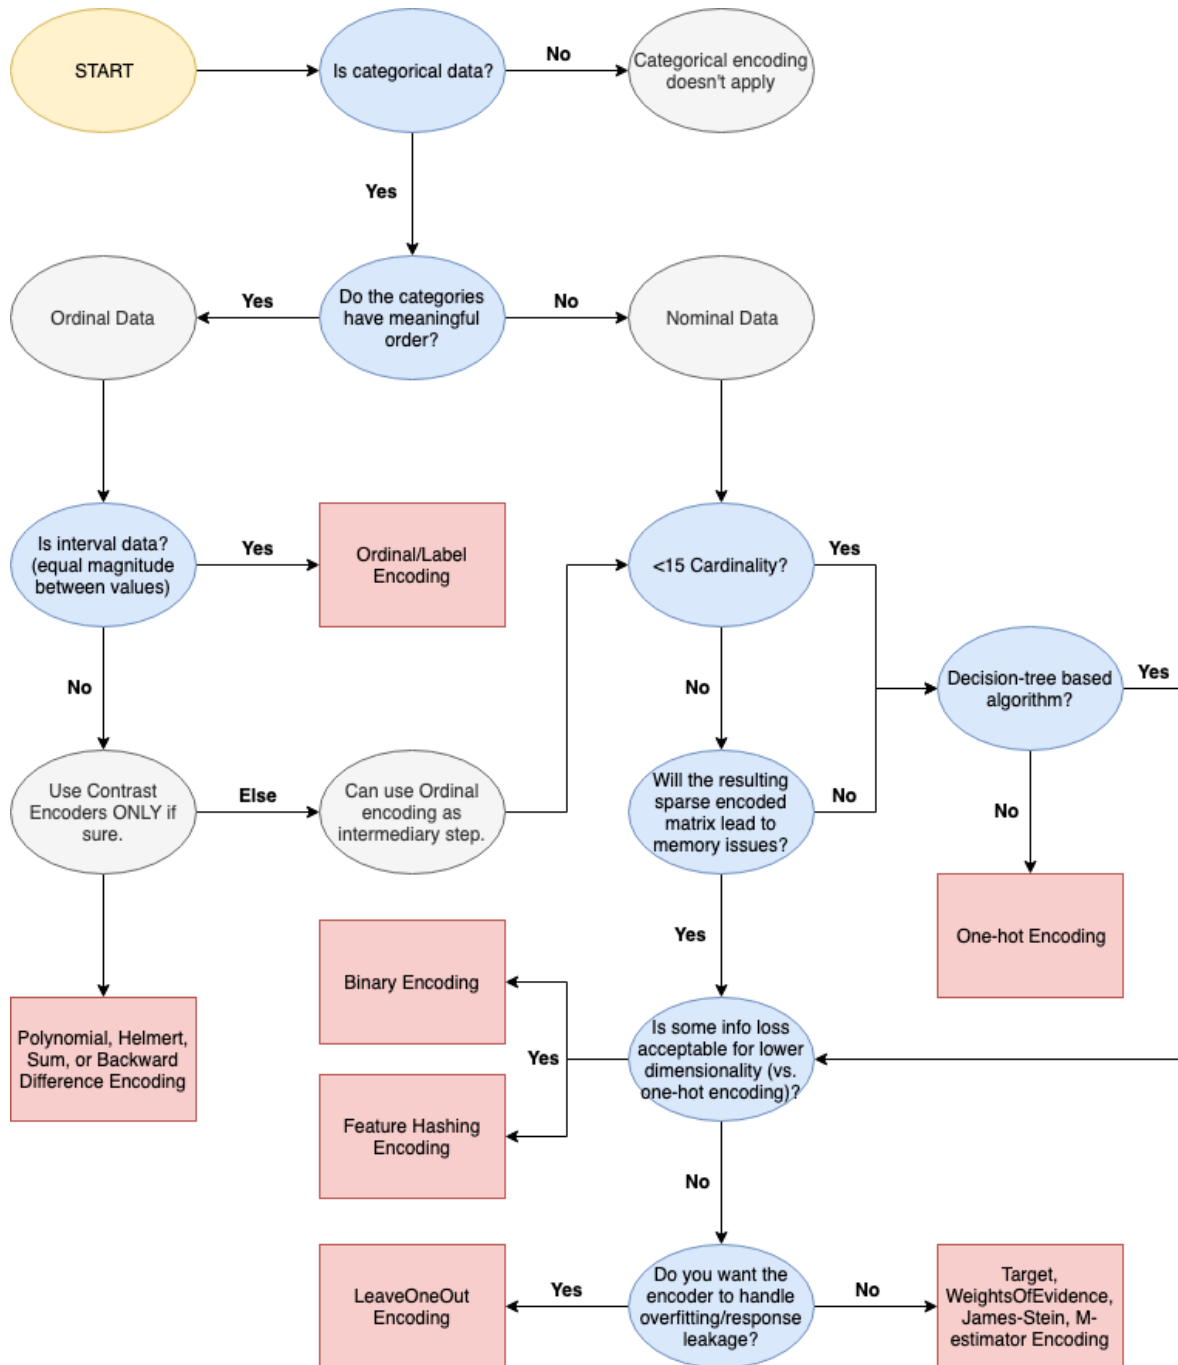 START
Is categorical data?
No
Categorical encoding
doesn't apply
Yes
Ordinal Data
Yes
Do the categories
have meaningful
order?
No
Nominal Data
Is interval data?
(equal magnitude
between values)
Yes
Ordinal/Label
Encoding
<15 Cardinality?
Yes
Decision-tree based
algorithm?
Yes
No
No
Use Contrast
Encoders ONLY if
sure.
Else
Can use Ordinal
encoding as
intermediary step.
Will the resulting
sparse encoded
matrix lead to
memory issues?
No
No
One-hot Encoding
Yes
Binary Encoding
Polynomial, Helmert,
Sum, or Backward
Difference Encoding
Yes
Is some info loss
acceptable for lower
dimensionality (vs.
one-hot encoding)?
Feature Hashing
Encoding
No
LeaveOneOut
Encoding
Yes
Do you want the
encoder to handle
overfitting/response
leakage?
No
Target,
WeightsOfEvidence,
James-Stein, M-
estimator Encoding